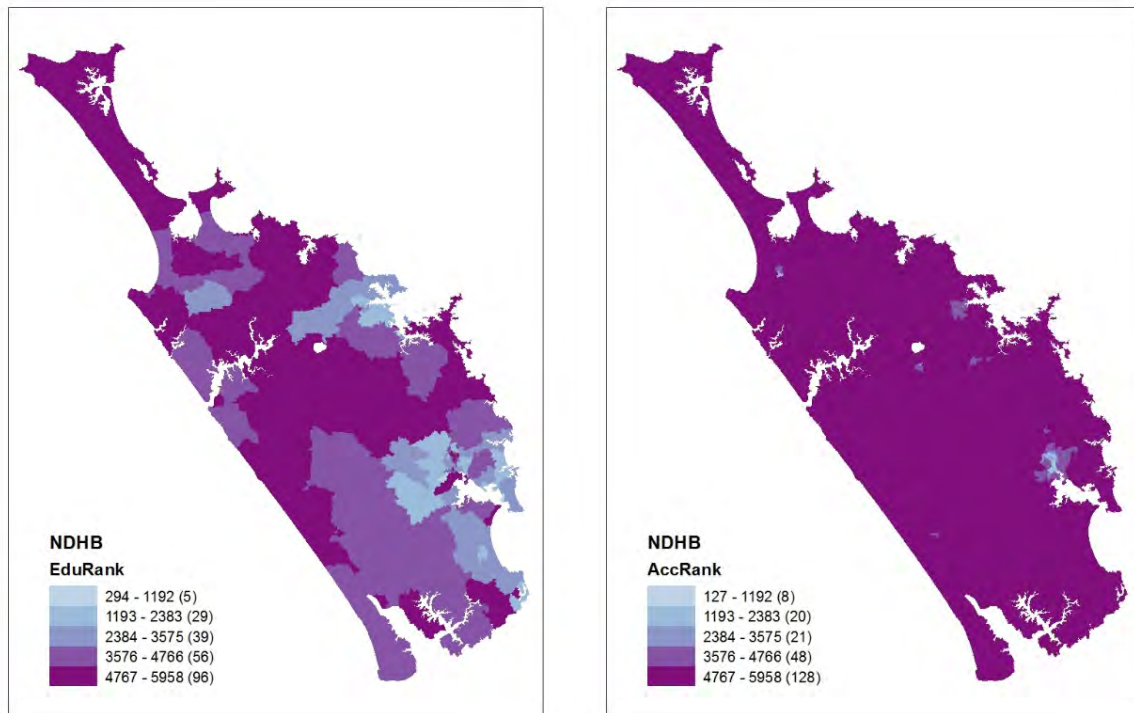 NDHB
EduRank
294 - 1192 (5)
1193 - 2383 (29)
2384 - 3575 (39)
3576 - 4766 (56)
4767 - 5958 (96)
NDHB
AccRank
127 - 1192 (8)
1193 - 2383 (20)
2384 - 3575 (21)
3576 - 4766 (48)
4767 - 5958 (128)